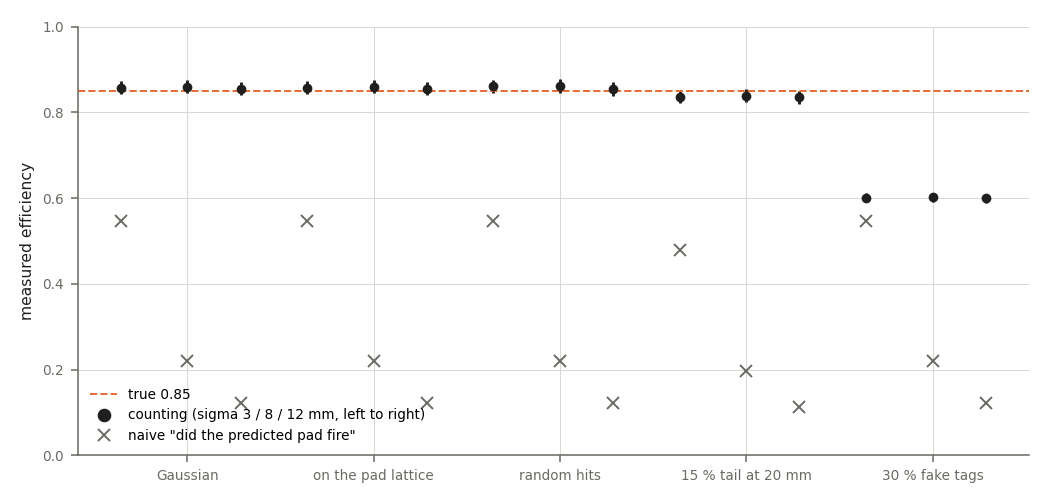 measured efficiency
1.0
0.8
0.6
0.4
0.2
0.0
true 0.85
counting (sigma 3 / 8 / 12 mm, left to right)
naive "did the predicted pad fire"
Gaussian
on the pad lattice
random hits
15 % tail at 20 mm
30 % fake tags